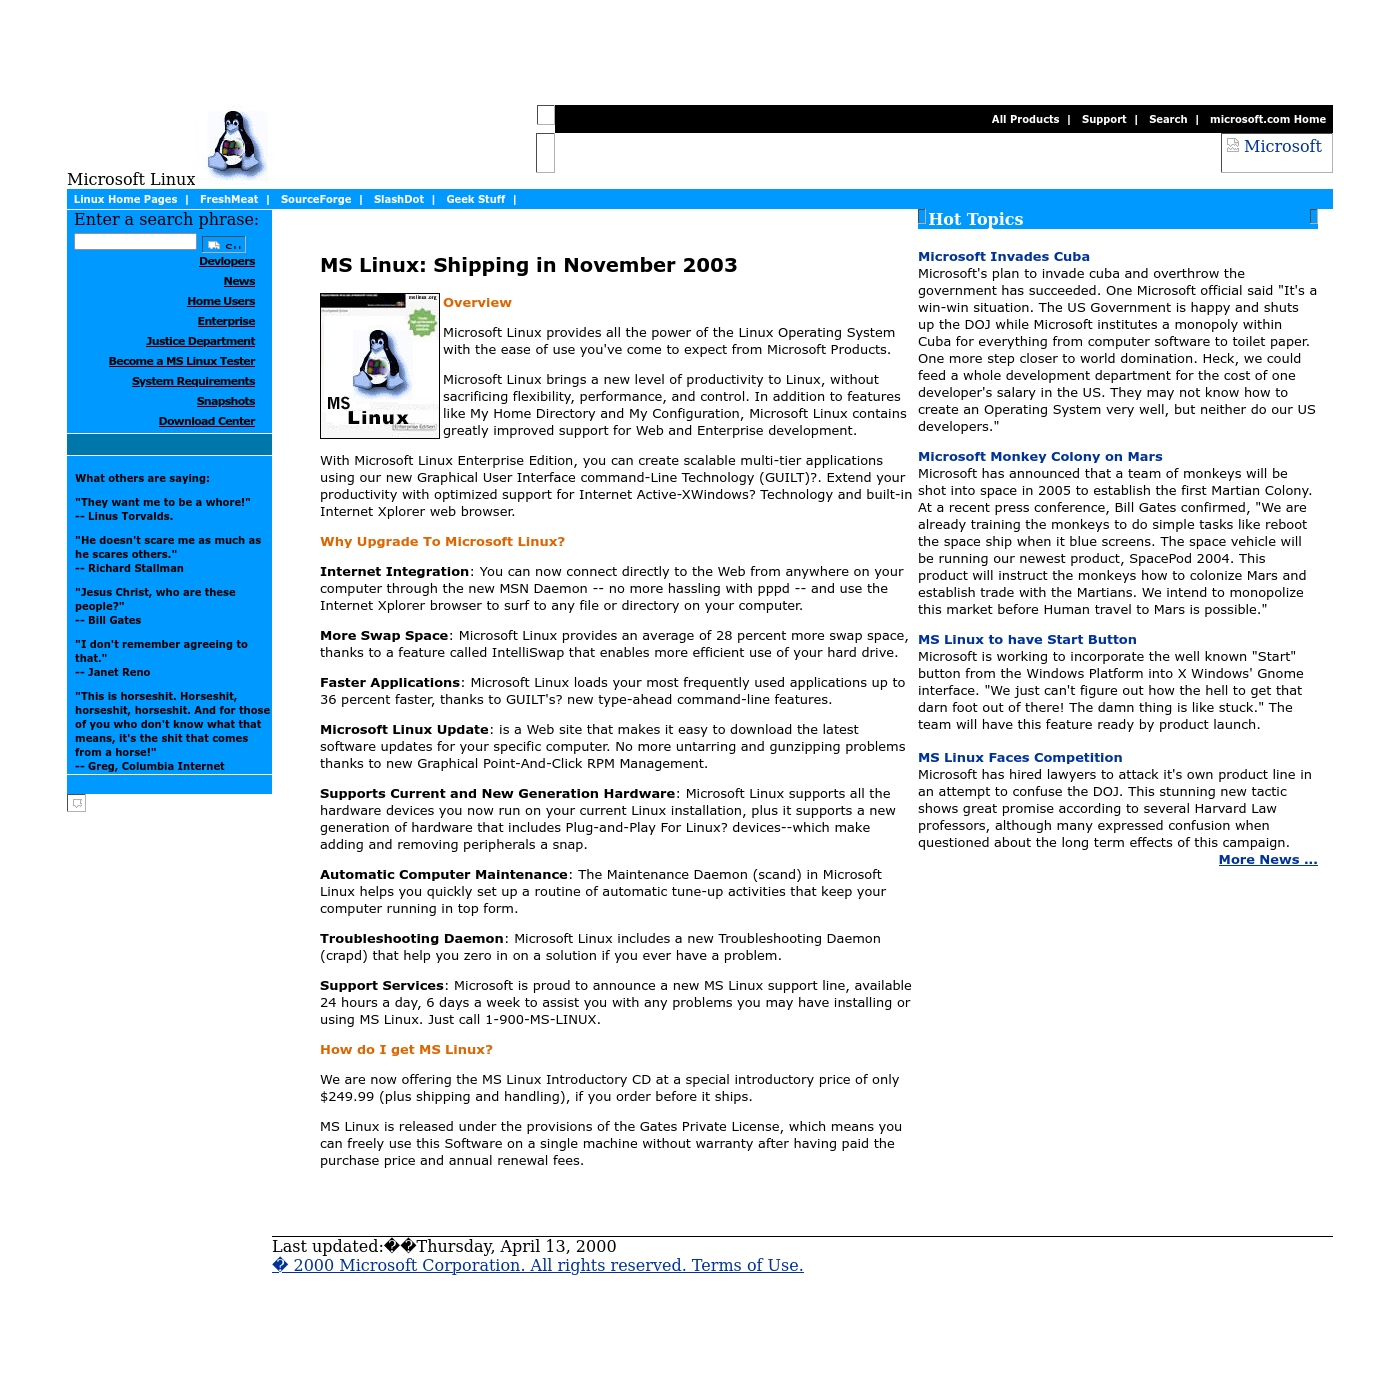 All Products | Support | Search | microsoft.com Home
Microsoft
Microsoft Linux
Linux Home Pages | FreshMeat | SourceForge | SlashDot | Geek Stuff |
Enter a search phrase:
Devlopers
News
Home Users
Enterprise
Justice Department
Become a MS Linux Tester
System Requirements
Snapshots
Download Center
What others are saying:
"They want me to be a whore!"
-- Linus Torvalds.
"He doesn't scare me as much as
he scares others."
-- Richard Stallman
"Jesus Christ, who are these
people?"
-- Bill Gates
"I don't remember agreeing to
that."
-- Janet Reno
"This is horseshit. Horseshit,
horseshit, horseshit. And for those
of you who don't know what that
means, it's the shit that comes
from a horse!"
-- Greg, Columbia Internet
MS Linux: Shipping in November 2003
mslinux.org
MS
Linux
Enterprise Edition
Overview
Microsoft Linux provides all the power of the Linux Operating System
with the ease of use you've come to expect from Microsoft Products.
Microsoft Linux brings a new level of productivity to Linux, without
sacrificing flexibility, performance, and control. In addition to features
like My Home Directory and My Configuration, Microsoft Linux contains
greatly improved support for Web and Enterprise development.
With Microsoft Linux Enterprise Edition, you can create scalable multi-tier applications
using our new Graphical User Interface command-Line Technology (GUILT)?. Extend your
productivity with optimized support for Internet Active-XWindows? Technology and built-in
Internet Xplorer web browser.
Why Upgrade To Microsoft Linux?
Internet Integration: You can now connect directly to the Web from anywhere on your
computer through the new MSN Daemon -- no more hassling with pppd -- and use the
Internet Xplorer browser to surf to any file or directory on your computer.
More Swap Space: Microsoft Linux provides an average of 28 percent more swap space,
thanks to a feature called IntelliSwap that enables more efficient use of your hard drive.
Faster Applications: Microsoft Linux loads your most frequently used applications up to
36 percent faster, thanks to GUILT's? new type-ahead command-line features.
Microsoft Linux Update: is a Web site that makes it easy to download the latest
software updates for your specific computer. No more untarring and gunzipping problems
thanks to new Graphical Point-And-Click RPM Management.
Supports Current and New Generation Hardware: Microsoft Linux supports all the
hardware devices you now run on your current Linux installation, plus it supports a new
generation of hardware that includes Plug-and-Play For Linux? devices--which make
adding and removing peripherals a snap.
Automatic Computer Maintenance: The Maintenance Daemon (scand) in Microsoft
Linux helps you quickly set up a routine of automatic tune-up activities that keep your
computer running in top form.
Troubleshooting Daemon: Microsoft Linux includes a new Troubleshooting Daemon
(crapd) that help you zero in on a solution if you ever have a problem.
Support Services: Microsoft is proud to announce a new MS Linux support line, available
24 hours a day, 6 days a week to assist you with any problems you may have installing or
using MS Linux. Just call 1-900-MS-LINUX.
How do I get MS Linux?
We are now offering the MS Linux Introductory CD at a special introductory price of only
$249.99 (plus shipping and handling), if you order before it ships.
MS Linux is released under the provisions of the Gates Private License, which means you
can freely use this Software on a single machine without warranty after having paid the
purchase price and annual renewal fees.
Hot Topics
Microsoft Invades Cuba
Microsoft's plan to invade cuba and overthrow the
government has succeeded. One Microsoft official said "It's a
win-win situation. The US Government is happy and shuts
up the DOJ while Microsoft institutes a monopoly within
Cuba for everything from computer software to toilet paper.
One more step closer to world domination. Heck, we could
feed a whole development department for the cost of one
developer's salary in the US. They may not know how to
create an Operating System very well, but neither do our US
developers."
Microsoft Monkey Colony on Mars
Microsoft has announced that a team of monkeys will be
shot into space in 2005 to establish the first Martian Colony.
At a recent press conference, Bill Gates confirmed, "We are
already training the monkeys to do simple tasks like reboot
the space ship when it blue screens. The space vehicle will
be running our newest product, SpacePod 2004. This
product will instruct the monkeys how to colonize Mars and
establish trade with the Martians. We intend to monopolize
this market before Human travel to Mars is possible."
MS Linux to have Start Button
Microsoft is working to incorporate the well known "Start"
button from the Windows Platform into X Windows' Gnome
interface. "We just can't figure out how the hell to get that
darn foot out of there! The damn thing is like stuck." The
team will have this feature ready by product launch.
MS Linux Faces Competition
Microsoft has hired lawyers to attack it's own product line in
an attempt to confuse the DOJ. This stunning new tactic
shows great promise according to several Harvard Law
professors, although many expressed confusion when
questioned about the long term effects of this campaign.
More News ...
Last updated:��Thursday, April 13, 2000
� 2000 Microsoft Corporation. All rights reserved. Terms of Use.